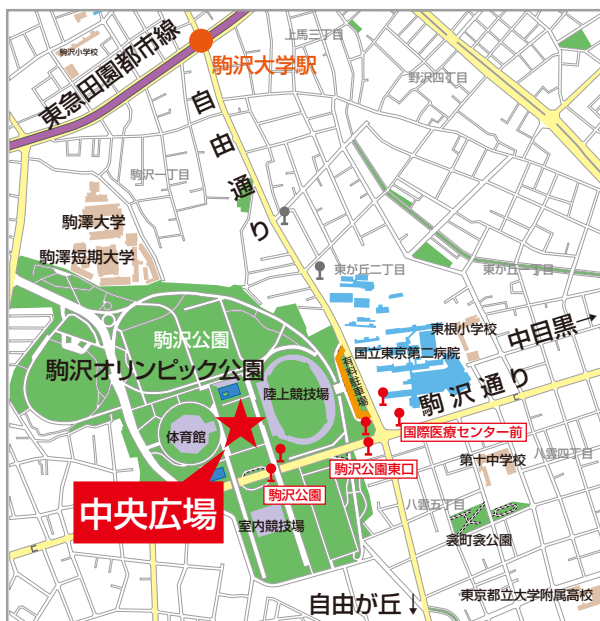 上馬三丁目
駒沢小学校
東急田園都市線
駒沢大学駅
野沢四丁目
自由通り
駒沢一丁目
駒澤大学
駒澤短期大学
東が丘二丁目
東が丘一丁目
駒沢公園
東根小学校
中目黒→
国立東京第二病院
駒沢オリンピック公園
有料駐車場
陸上競技場
駒沢通り
体育館
国際医療センター前
駒沢公園東口
第十中学校
八雲四丁目
駒沢公園
中央広場
八雲五丁目
室内競技場
衾町公園
自由が丘↓
東京都立大学附属高校